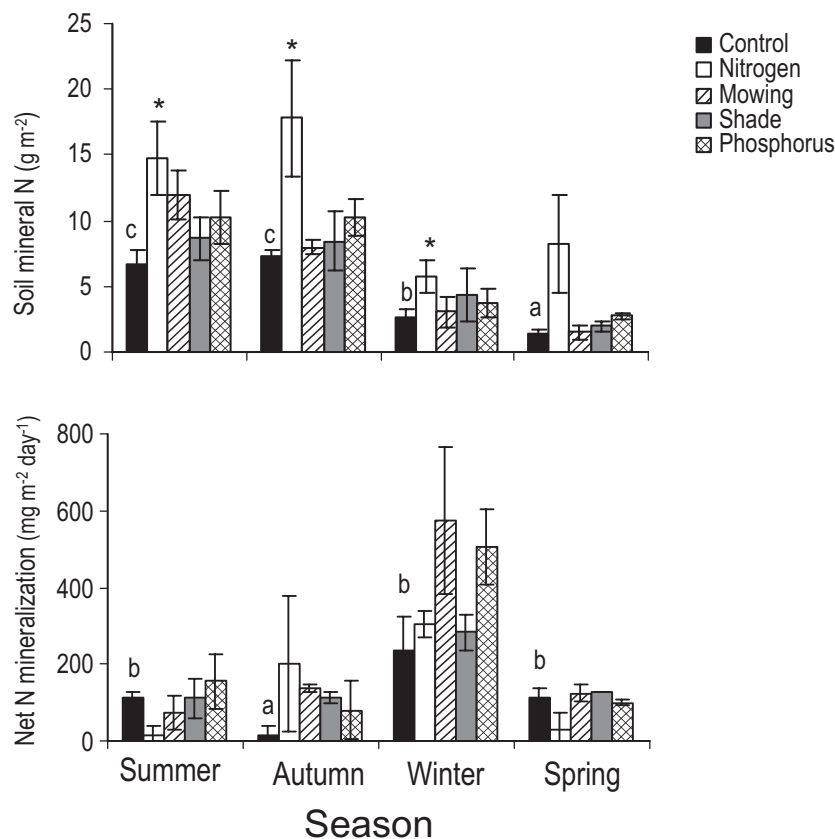 25
20
15
10
5
0
Soil mineral N (g m⁻²)
c
*
c
*
b
*
a
Control
Nitrogen
Mowing
Shade
Phosphorus
800
600
400
200
0
Net N mineralization (mg m⁻² day⁻¹)
b
a
b
b
Summer Autumn Winter Spring
Season